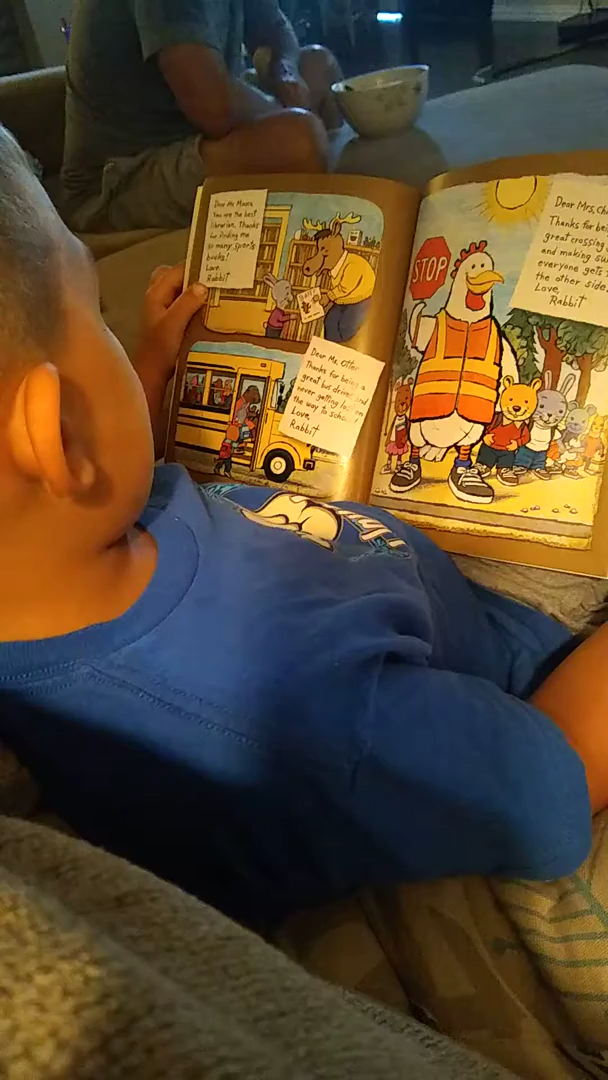 Dear Ms Moose,
You are the best
librarian. Thanks
for finding me
so many sports
books!
Love,
Rabbit
Dear Mr. Otter
Thanks for being a
great bus driver and
never getting lost on
the way to school
Love,
Rabbit
STOP
Dear Mrs. Ch
Thanks for bei
great crossing
and making su
everyone gets
the other side.
Love,
Rabbit